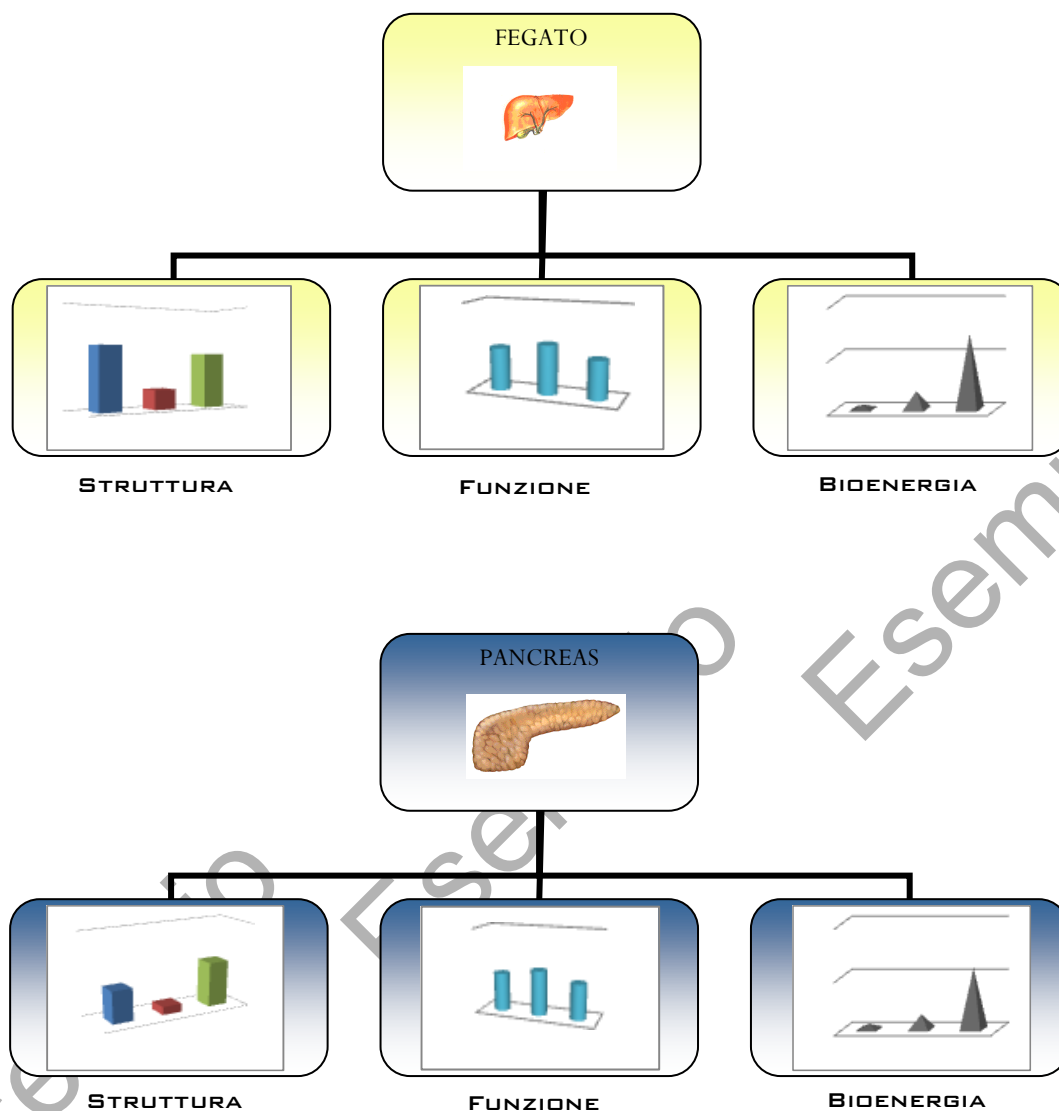 FEGATO
STRUTTURA
FUNZIONE
BIOENERGIA
PANCREAS
STRUTTURA
FUNZIONE
BIOENERGIA